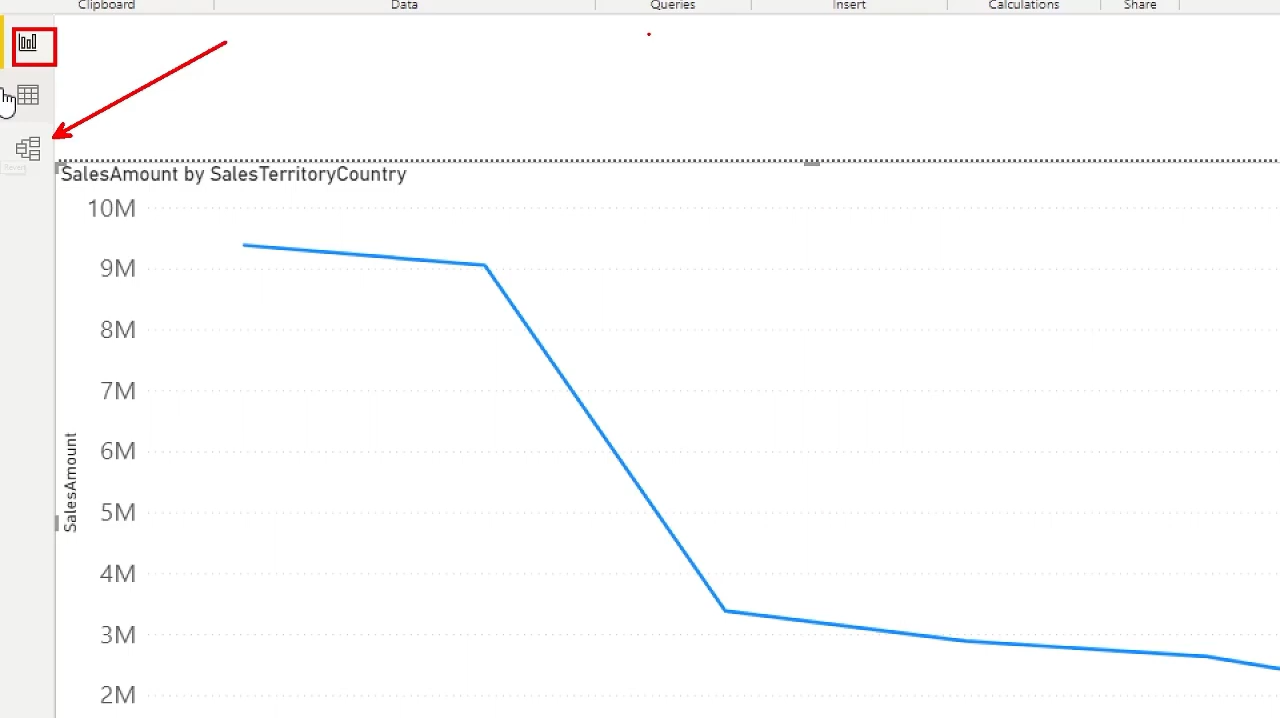 Clipboard Data Queries Insert Calculations Share
SalesAmount by SalesTerritoryCountry
10M
9M
8M
7M
6M
5M
4M
3M
2M
SalesAmount